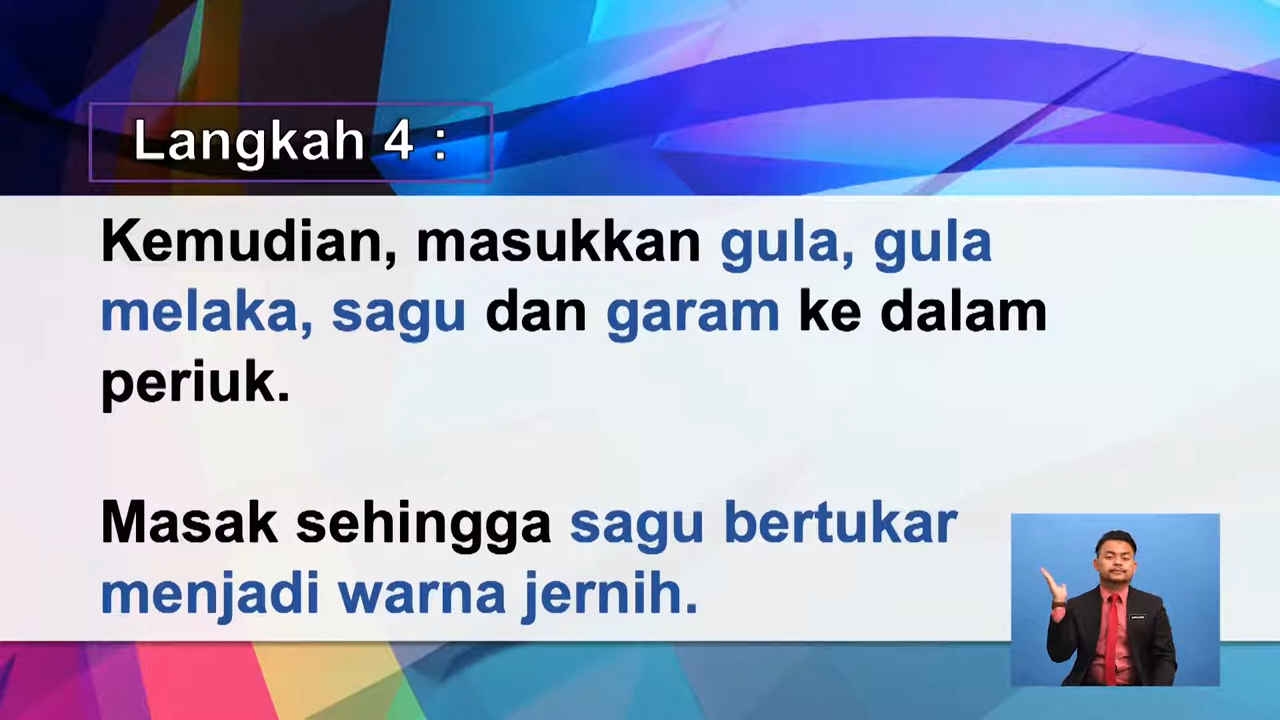 Langkah 4 :
Kemudian, masukkan gula, gula
melaka, sagu dan garam ke dalam
periuk.
Masak sehingga sagu bertukar
menjadi warna jernih.